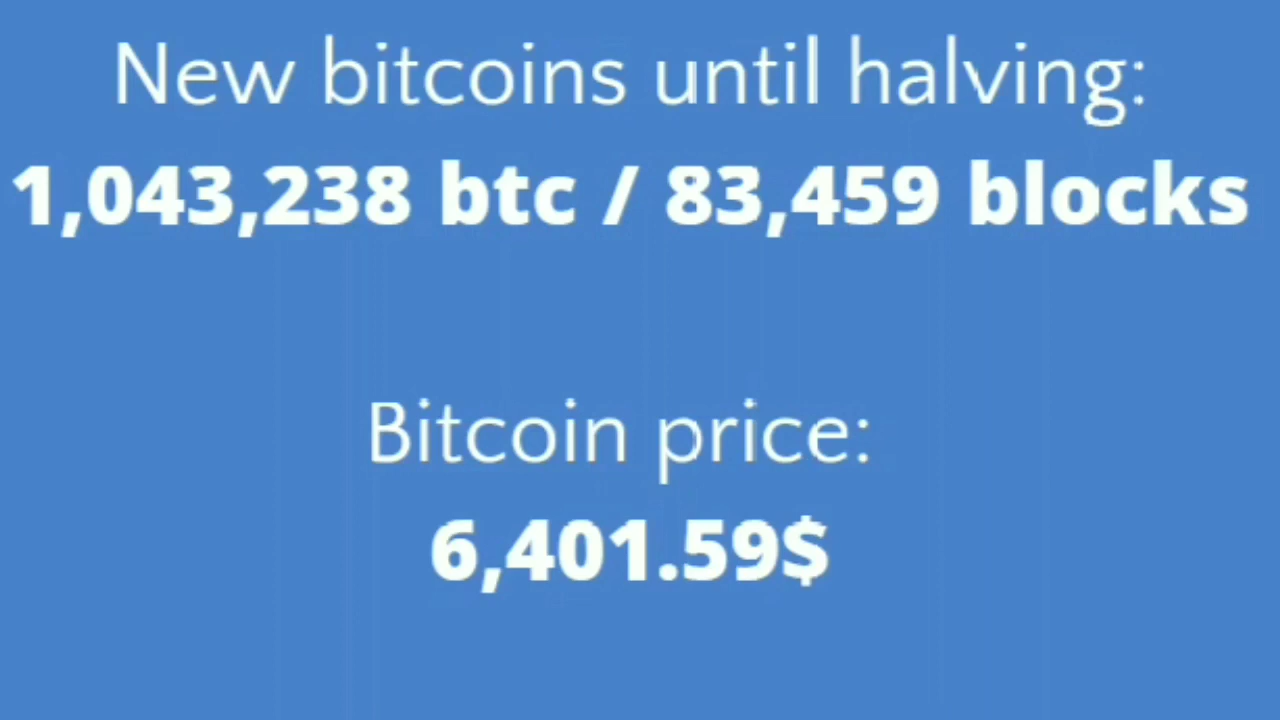 New bitcoins until halving:
1,043,238 btc / 83,459 blocks
Bitcoin price:
6,401.59$